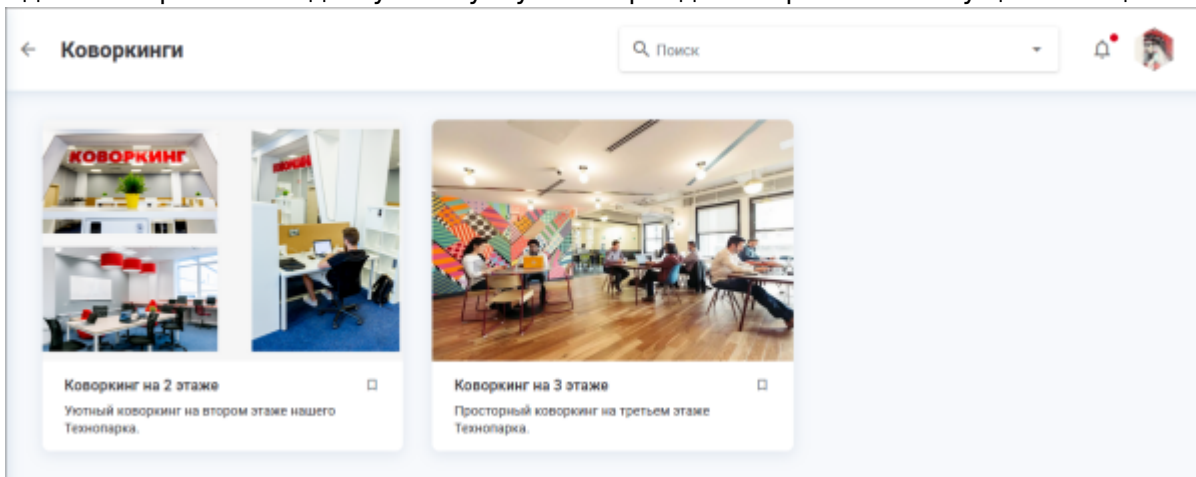 Коворкинги
Поиск
КОВОРКИНГ
Коворкинг на 2 этаже
Уютный коворкинг на втором этаже нашего
Технопарка.
Коворкинг на 3 этаже
Просторный коворкинг на третьем этаже
Технопарка.